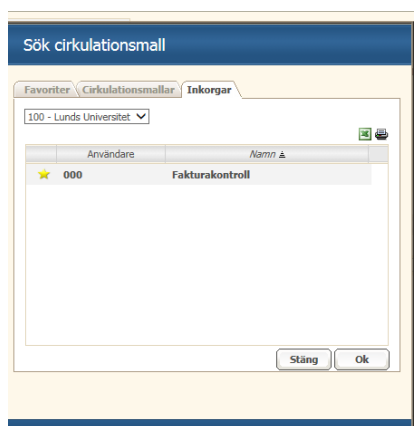 Sök cirkulationsmall
Favoriter Cirkulationsmallar Inkorgar
100 - Lunds Universitet
Användare Namn
000 Fakturakontroll
Stäng Ok